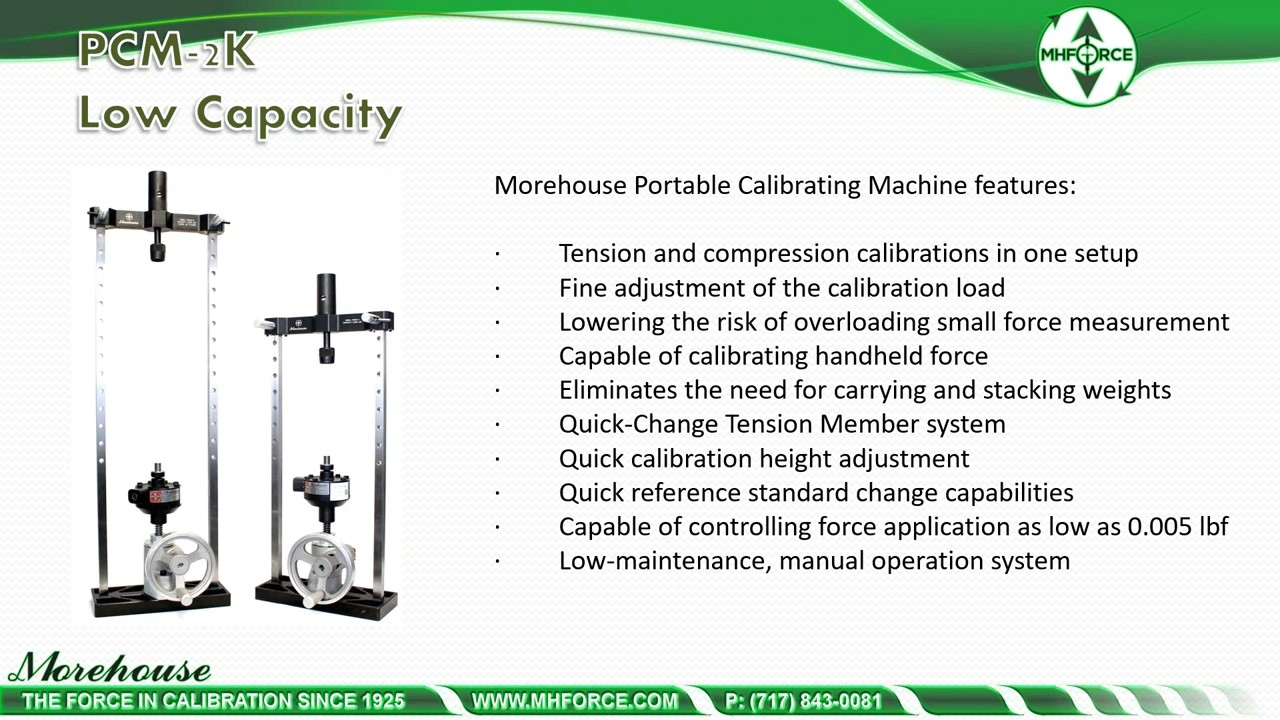 PCM-2K
Low Capacity
MHFORCE
Morehouse Portable Calibrating Machine features:
· Tension and compression calibrations in one setup
· Fine adjustment of the calibration load
· Lowering the risk of overloading small force measurement
· Capable of calibrating handheld force
· Eliminates the need for carrying and stacking weights
· Quick-Change Tension Member system
· Quick calibration height adjustment
· Quick reference standard change capabilities
· Capable of controlling force application as low as 0.005 lbf
· Low-maintenance, manual operation system
Morehouse
THE FORCE IN CALIBRATION SINCE 1925
WWW.MHFORCE.COM
P: (717) 843-0081